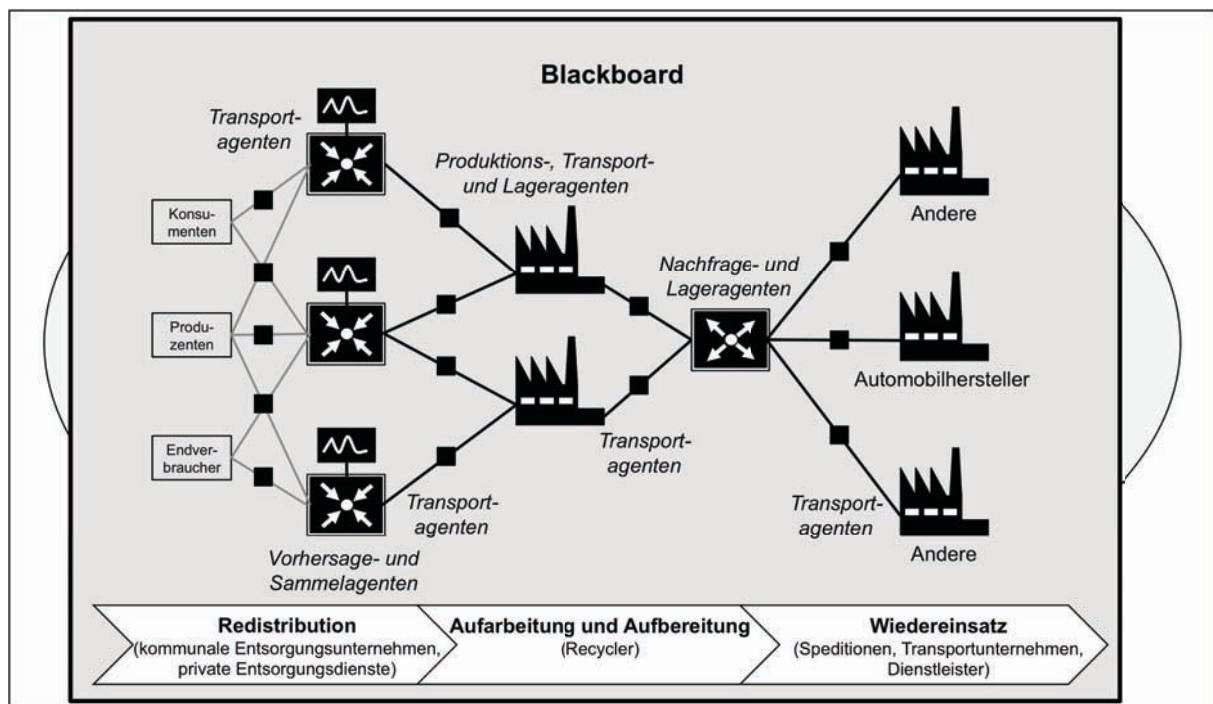 Blackboard
Transport-
agenten
Produktions-, Transport-
und Lageragenten
Andere
Konsu-
menten
Nachfrage- und
Lageragenten
Produ-
zenten
Automobilhersteller
Endver-
braucher
Transport-
agenten
Transport-
agenten
Transport-
agenten
Andere
Vorhersage- und
Sammelagenten
Redistribution
(kommunale Entsorgungsunternehmen,
private Entsorgungsdienste)
Aufarbeitung und Aufbereitung
(Recycler)
Wiedereinsatz
(Speditionen, Transportunternehmen,
Dienstleister)